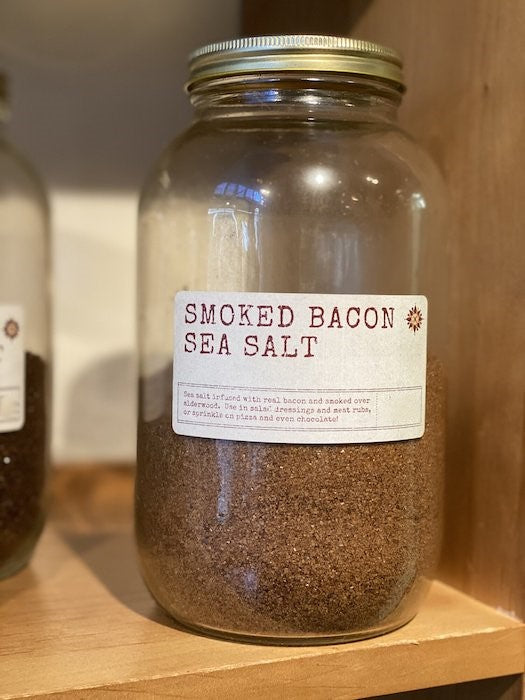 SMOKED BACON
SEA SALT
Sea salt infused with real bacon and smoked over
alderwood. Use in salad dressings and meat rubs,
or sprinkle on pizza and even chocolate!